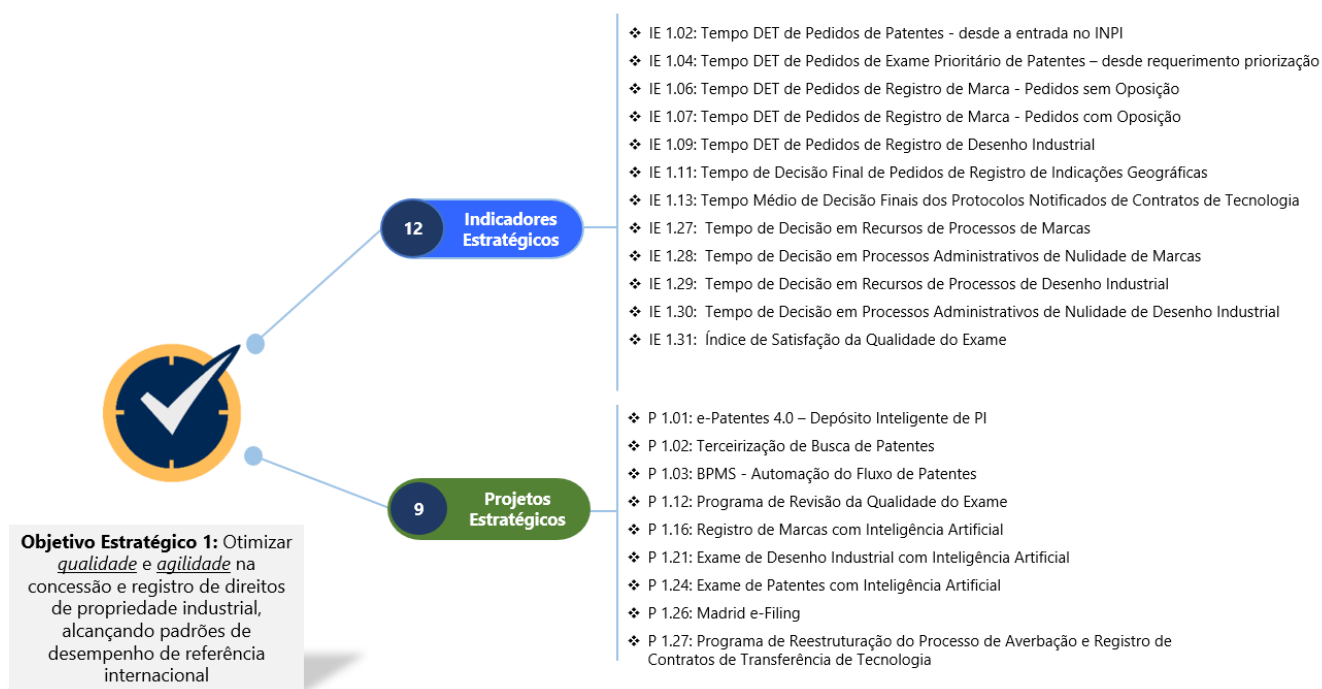 ❖ IE 1.02: Tempo DET de Pedidos de Patentes - desde a entrada no INPI
❖ IE 1.04: Tempo DET de Pedidos de Exame Prioritário de Patentes – desde requerimento priorização
❖ IE 1.06: Tempo DET de Pedidos de Registro de Marca - Pedidos sem Oposição
❖ IE 1.07: Tempo DET de Pedidos de Registro de Marca - Pedidos com Oposição
❖ IE 1.09: Tempo DET de Pedidos de Registro de Desenho Industrial
❖ IE 1.11: Tempo de Decisão Final de Pedidos de Registro de Indicações Geográficas
❖ IE 1.13: Tempo Médio de Decisão Finais dos Protocolos Notificados de Contratos de Tecnologia
❖ IE 1.27: Tempo de Decisão em Recursos de Processos de Marcas
❖ IE 1.28: Tempo de Decisão em Processos Administrativos de Nulidade de Marcas
❖ IE 1.29: Tempo de Decisão em Recursos de Processos de Desenho Industrial
❖ IE 1.30: Tempo de Decisão em Processos Administrativos de Nulidade de Desenho Industrial
❖ IE 1.31: Índice de Satisfação da Qualidade do Exame
12
Indicadores
Estratégicos
❖ P 1.01: e-Patentes 4.0 – Depósito Inteligente de PI
❖ P 1.02: Terceirização de Busca de Patentes
❖ P 1.03: BPMS - Automação do Fluxo de Patentes
❖ P 1.12: Programa de Revisão da Qualidade do Exame
❖ P 1.16: Registro de Marcas com Inteligência Artificial
❖ P 1.21: Exame de Desenho Industrial com Inteligência Artificial
❖ P 1.24: Exame de Patentes com Inteligência Artificial
❖ P 1.26: Madrid e-Filing
❖ P 1.27: Programa de Reestruturação do Processo de Averbação e Registro de
Contratos de Transferência de Tecnologia
9
Projetos
Estratégicos
Objetivo Estratégico 1: Otimizar
qualidade e agilidade na
concessão e registro de direitos
de propriedade industrial,
alcançando padrões de
desempenho de referência
internacional